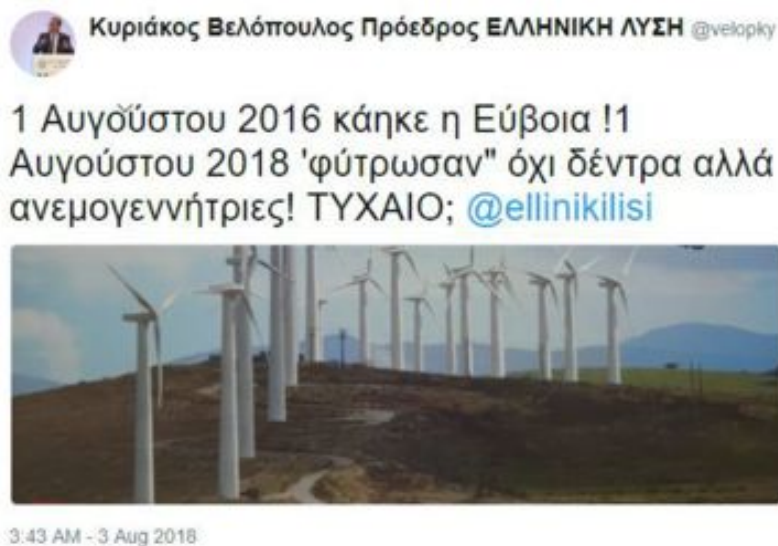 Κυριάκος Βελόπουλος Πρόεδρος ΕΛΛΗΝΙΚΗ ΛΥΣΗ @velopky
1 Αυγούστου 2016 κάηκε η Εύβοια !1
Αυγούστου 2018 'φύτρωσαν" όχι δέντρα αλλά
ανεμογεννήτριες! ΤΥΧΑΙΟ; @ellinikilisi
3:43 AM - 3 Aug 2018